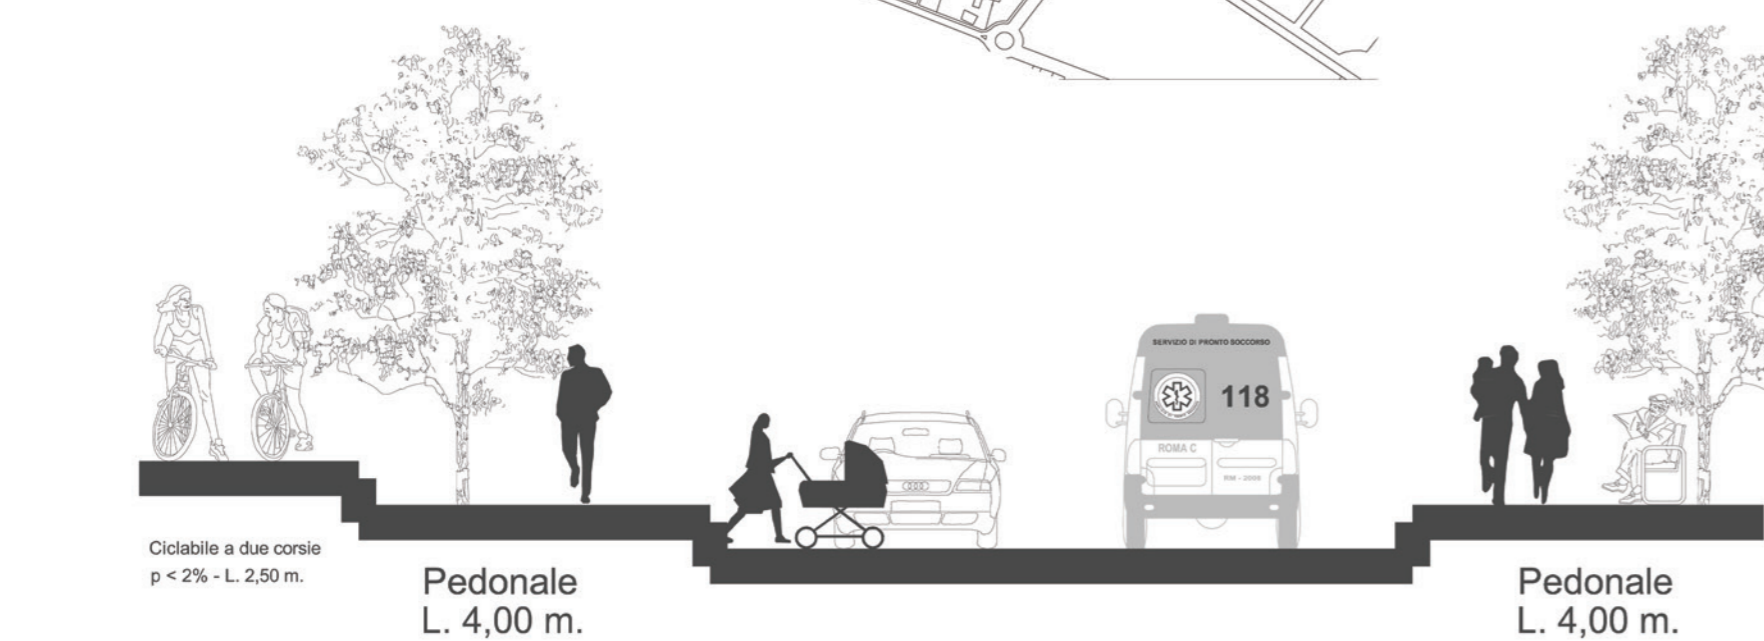 SERVIZIO DI PRONTO SOCCORSO
118
ROMA C
Ciclabile a due corsie
p < 2% - L. 2,50 m.
Pedonale
L. 4,00 m.
Pedonale
L. 4,00 m.